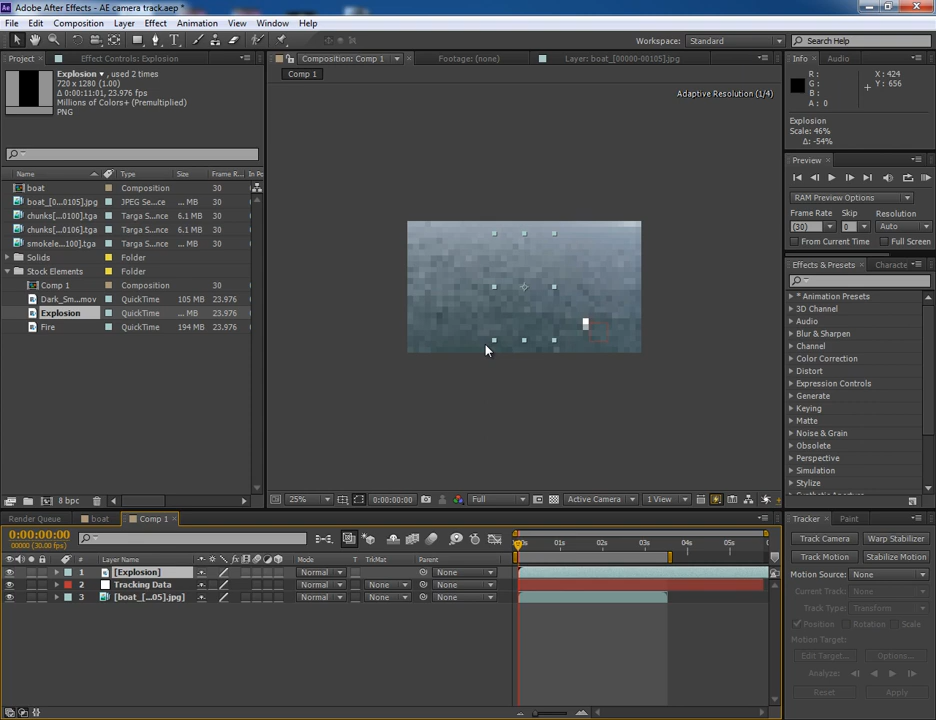 Adobe After Effects - AE camera track.aep *
File Edit Composition Layer Effect Animation View Window Help
Workspace: Standard Search Help
Project Effect Controls: Explosion Composition: Comp 1 Footage: (none) Layer: boat_[00000-00105].jpg Info Audio
Comp 1
Explosion ▾, used 2 times
720 x 1280 (1.00)
Δ 0:00:11:01, 23.976 fps
Millions of Colors+ (Premultiplied)
PNG
Adaptive Resolution (1/4)
R :
G :
B :
A : 0
X : 424
Y : 656
Explosion
Scale: 46%
Δ: -54%
Preview
RAM Preview Options
Frame Rate Skip Resolution
(30) 0 Auto
From Current Time Full Screen
Name Type Size Frame R... In Po
boat Composition 30
boat_[0...0105].jpg JPEG Se...ce ... MB 30
chunks[...0100].tga Targa S...ce 6.1 MB 30
chunks[...0106].tga Targa S...ce 6.1 MB 30
smokele...100].tga Targa S...ce ... MB 30
Solids Folder
Stock Elements Folder
Comp 1 Composition 30
Dark_Sm...mov QuickTime 105 MB 23.976
Explosion QuickTime ... MB 23.976
Fire QuickTime 194 MB 23.976
Effects & Presets Characte
* Animation Presets
3D Channel
Audio
Blur & Sharpen
Channel
Color Correction
Distort
Expression Controls
Generate
Keying
Matte
Noise & Grain
Obsolete
Perspective
Simulation
Stylize
8 bpc
25% 0:00:00:00 Full Active Camera 1 View
Render Queue boat Comp 1
0:00:00:00
00000 (30.00 fps)
# Layer Name Mode T TrkMat Parent
1 [Explosion] Normal None
2 Tracking Data Normal None None
3 [boat_[...05].jpg] Normal None None
01s 02s 03s 04s 05s
Tracker Paint
Track Camera Warp Stabilizer
Track Motion Stabilize Motion
Motion Source: None
Current Track: None
Track Type: Transform
Position Rotation Scale
Motion Target:
Edit Target... Options...
Analyze:
Reset Apply